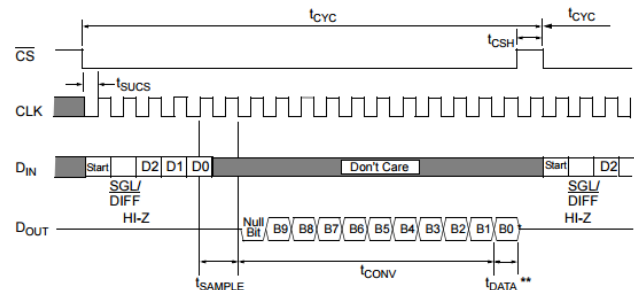 tCYC tCYC
tCSH
CS
tSUCS
CLK
DIN Start D2 D1 D0 Don't Care Start D2
SGL/ SGL/
DIFF DIFF
HI-Z HI-Z
DOUT Null Bit B9 B8 B7 B6 B5 B4 B3 B2 B1 B0 *
tSAMPLE tCONV tDATA **